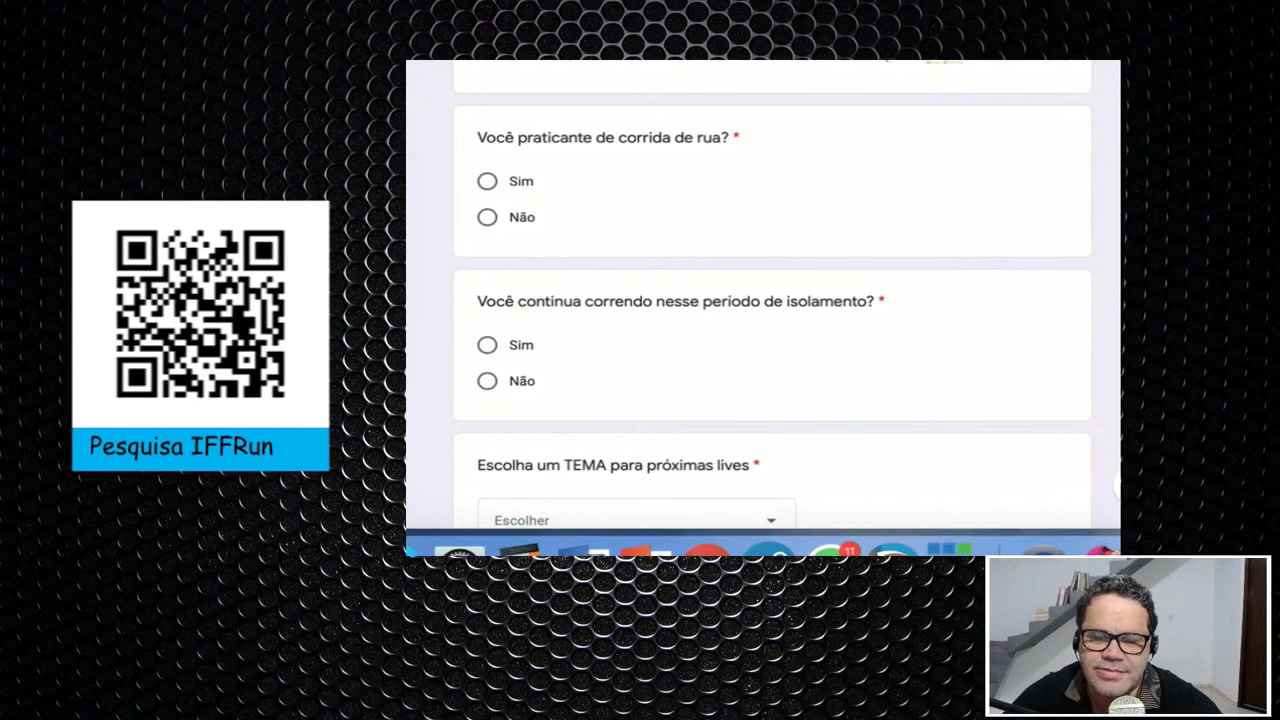 Você praticante de corrida de rua? *
Sim
Não
Você continua correndo nesse período de isolamento? *
Sim
Não
Escolha um TEMA para próximas lives *
Escolher
11
Pesquisa IFFRun